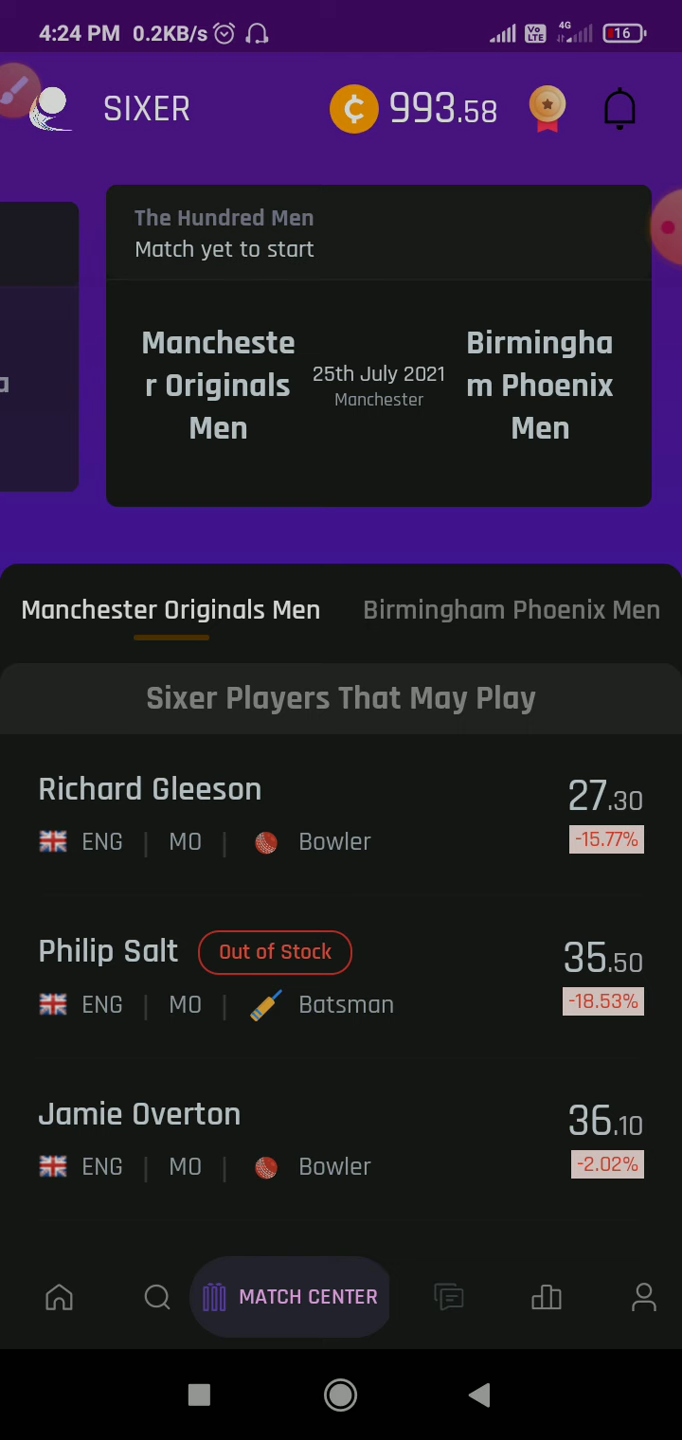 4:24 PM 0.2KB/s
Vo LTE 4G 16
SIXER ¢ 993.58
The Hundred Men
Match yet to start
Mancheste
r Originals
Men
25th July 2021
Manchester
Birmingha
m Phoenix
Men
a
Manchester Originals Men Birmingham Phoenix Men
Sixer Players That May Play
Richard Gleeson 27.30
ENG | MO | Bowler -15.77%
Philip Salt Out of Stock 35.50
ENG | MO | Batsman -18.53%
Jamie Overton 36.10
ENG | MO | Bowler -2.02%
MATCH CENTER